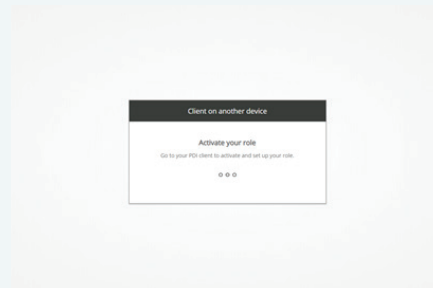 Client on another device
Activate your role
Go to your PDI client to activate and set up your role.